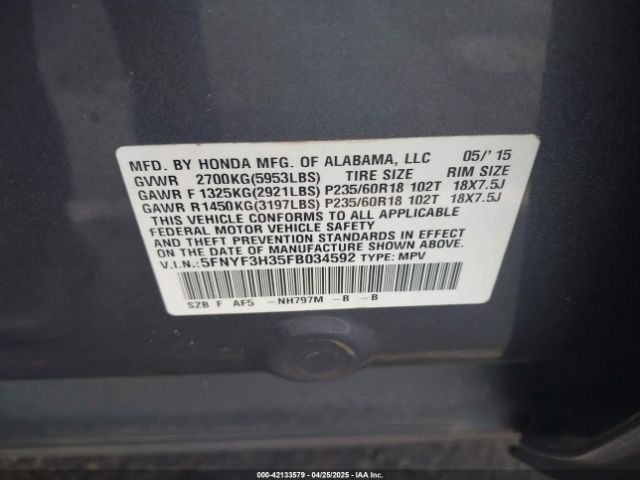 MFD. BY HONDA MFG. OF ALABAMA, LLC 05/'15
GVWR 2700KG(5953LBS) TIRE SIZE RIM SIZE
GAWR F 1325KG(2921LBS) P235/60R18 102T 18X7.5J
GAWR R1450KG(3197LBS) P235/60R18 102T 18X7.5J
THIS VEHICLE CONFORMS TO ALL APPLICABLE
FEDERAL MOTOR VEHICLE SAFETY
AND THEFT PREVENTION STANDARDS IN EFFECT
ON THE DATE OF MANUFACTURE SHOWN ABOVE.
V.I.N.: 5FNYF3H35FB034592 TYPE: MPV
SZB F AF5 -NH797M -B -B
000-42133579 | 04/25/2025 | IAA Inc.